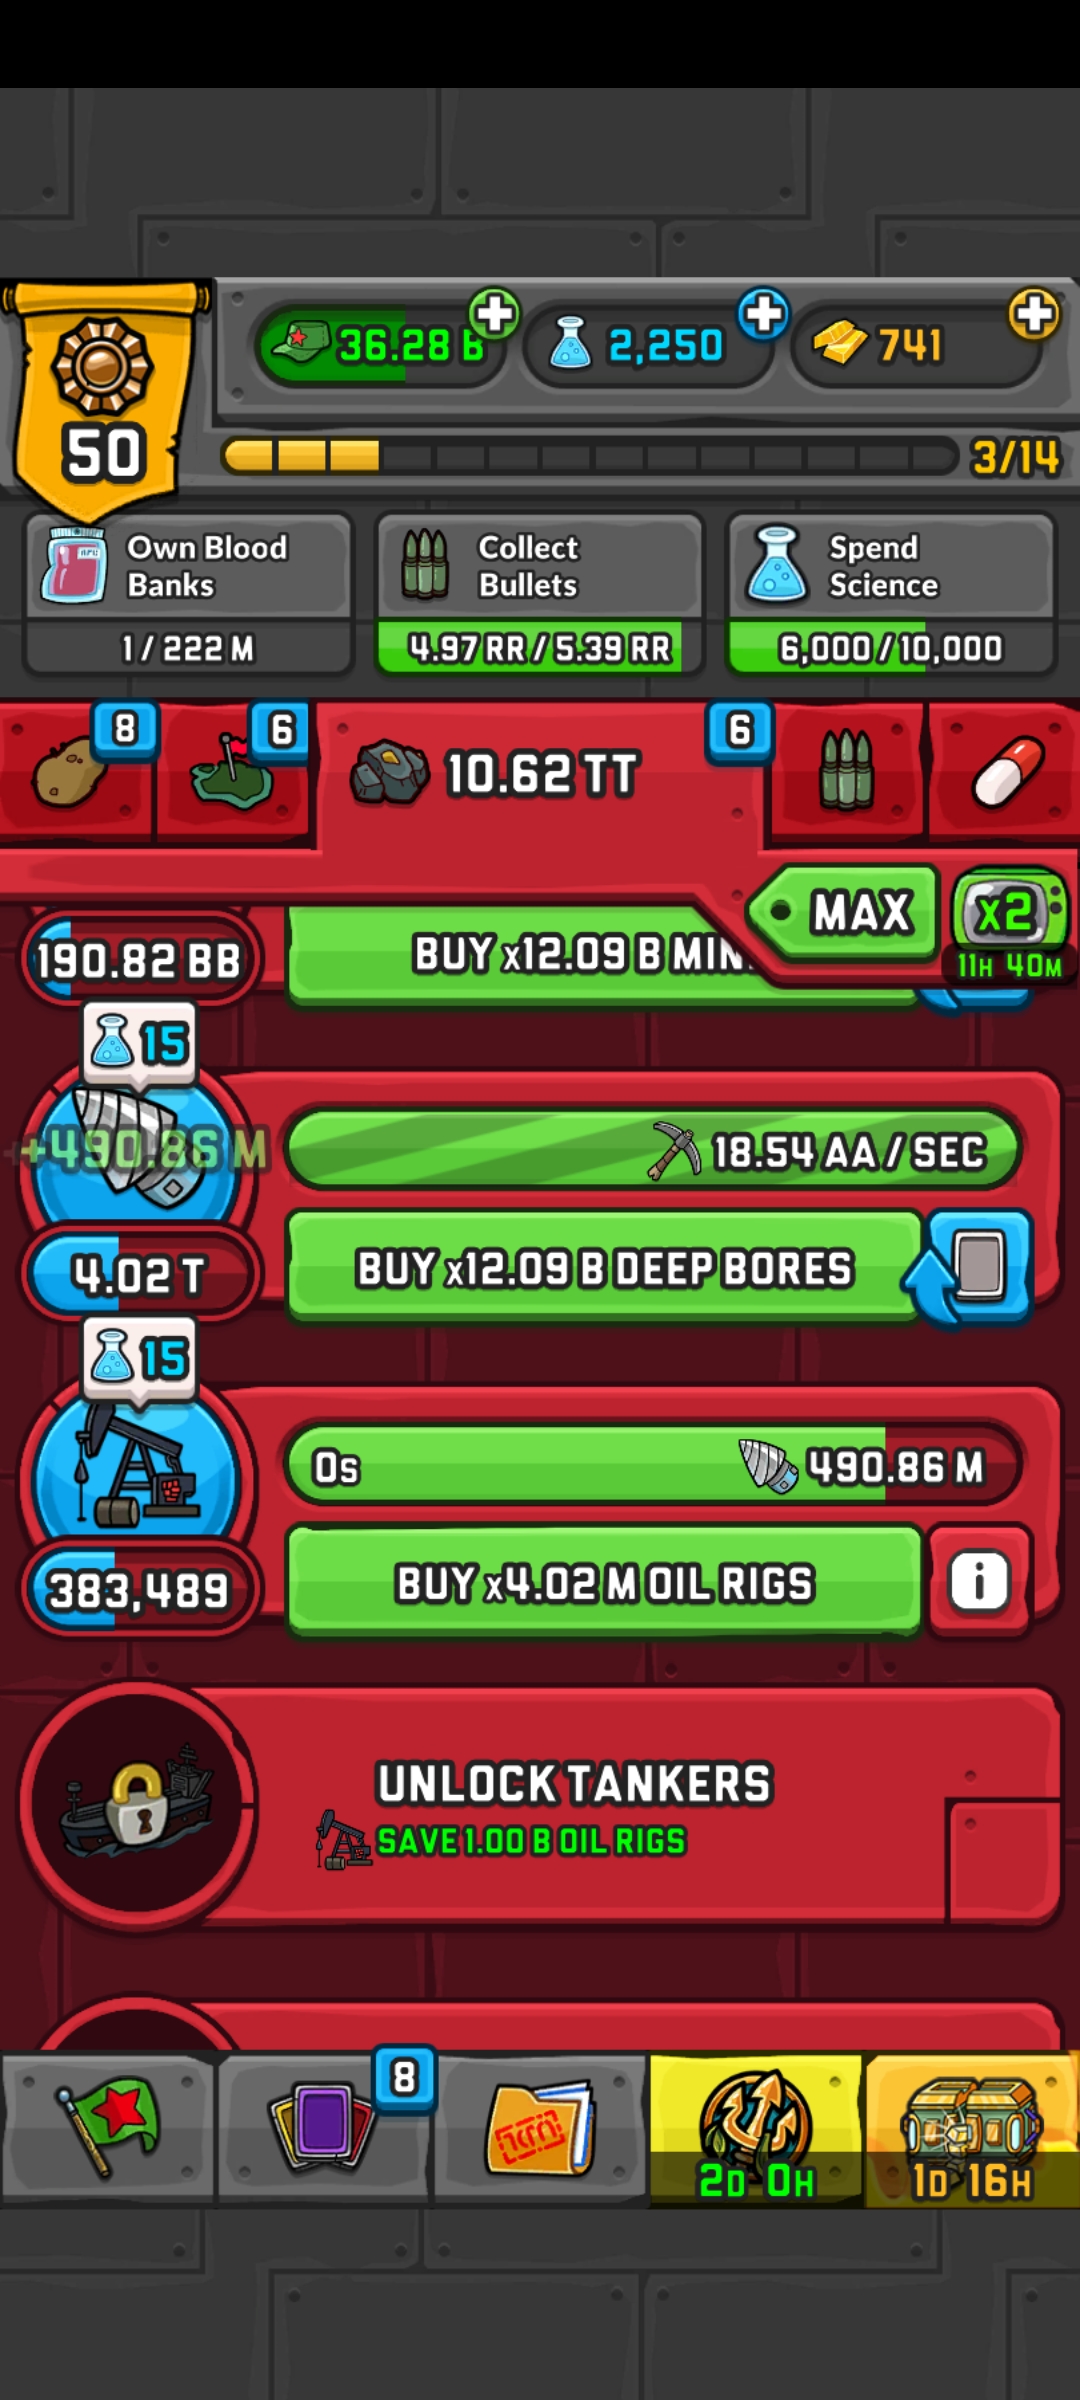 36.28 B
2,250
741
50
3/14
Own Blood
Banks
1 / 222 M
Collect
Bullets
4.97 RR / 5.39 RR
Spend
Science
6,000 / 10,000
8
6
10.62 TT
6
MAX
x2
11H 40M
190.82 BB
BUY x12.09 B MIN
15
+490.86 M
18.54 AA / SEC
4.02 T
BUY x12.09 B DEEP BORES
15
0s
490.86 M
383,489
BUY x4.02 M OIL RIGS
i
UNLOCK TANKERS
SAVE 1.00 B OIL RIGS
8
2D 0H
1D 16H